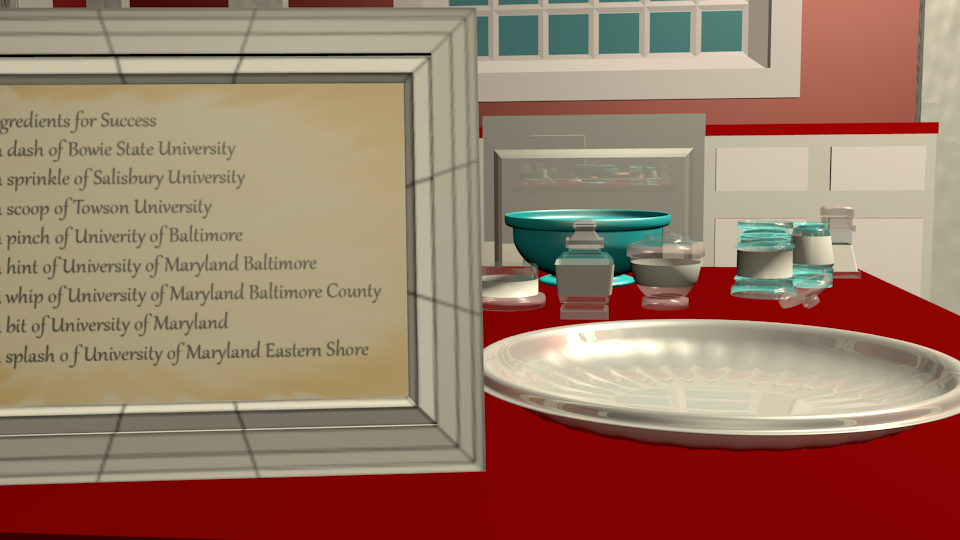 gredients for Success
dash of Bowie State University
sprinkle of Salisbury University
scoop of Towson University
pinch of Univerity of Baltimore
hint of University of Maryland Baltimore
whip of University of Maryland Baltimore County
bit of University of Maryland
splash of University of Maryland Eastern Shore